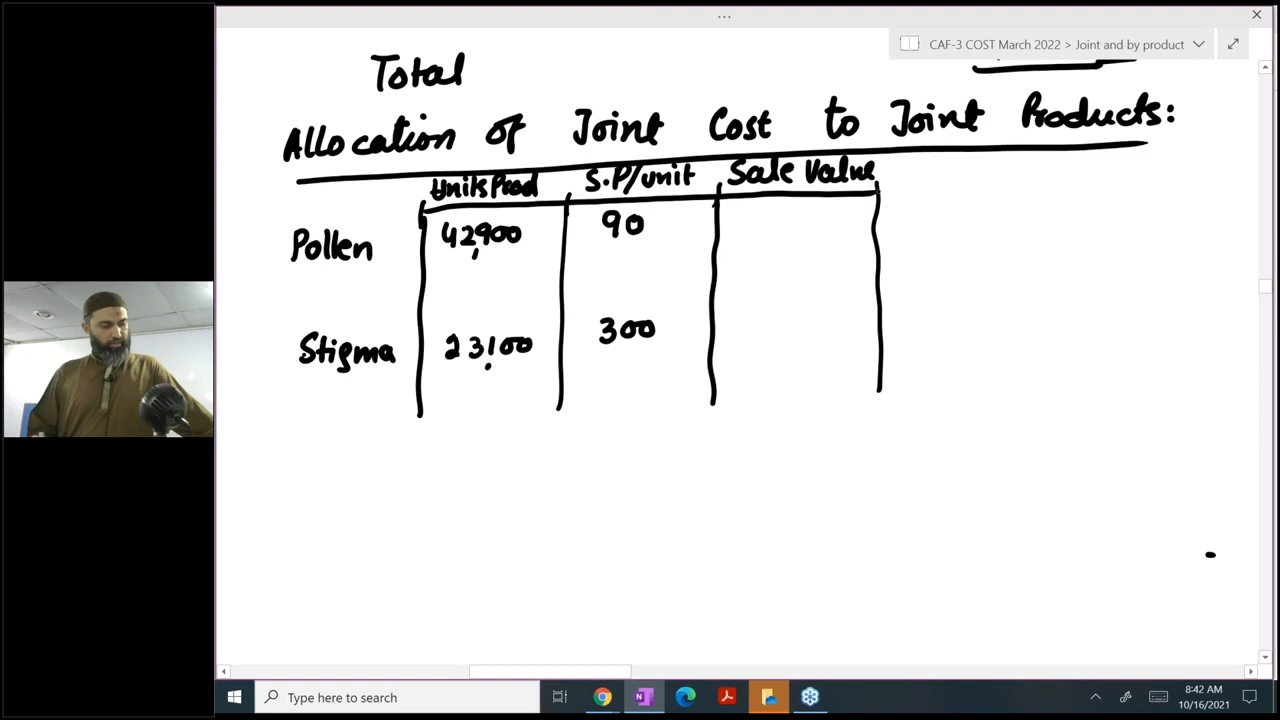 CAF-3 COST March 2022 > Joint and by product
Total
Allocation of Joint Cost to Joint Products:
Units Prod S.P/unit Sale Value
Pollen 42,900 90
Stigma 23,100 300
Type here to search
8:42 AM
10/16/2021